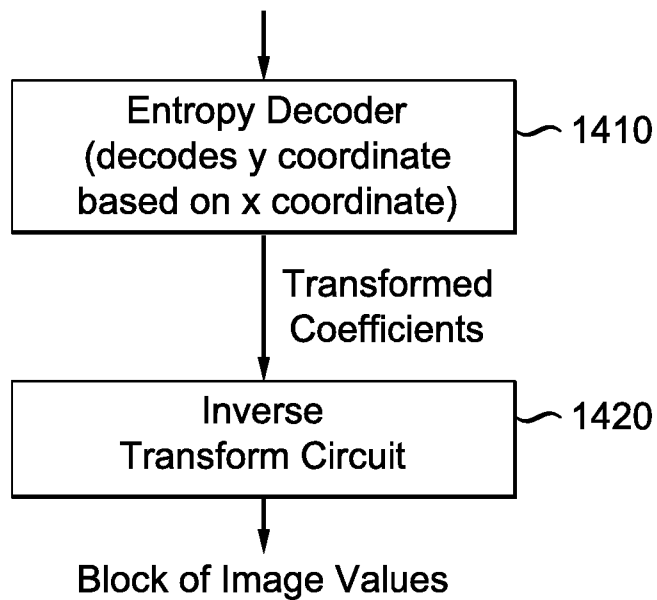 Entropy Decoder
(decodes y coordinate
based on x coordinate)
1410
Transformed
Coefficients
Inverse
Transform Circuit
1420
Block of Image Values